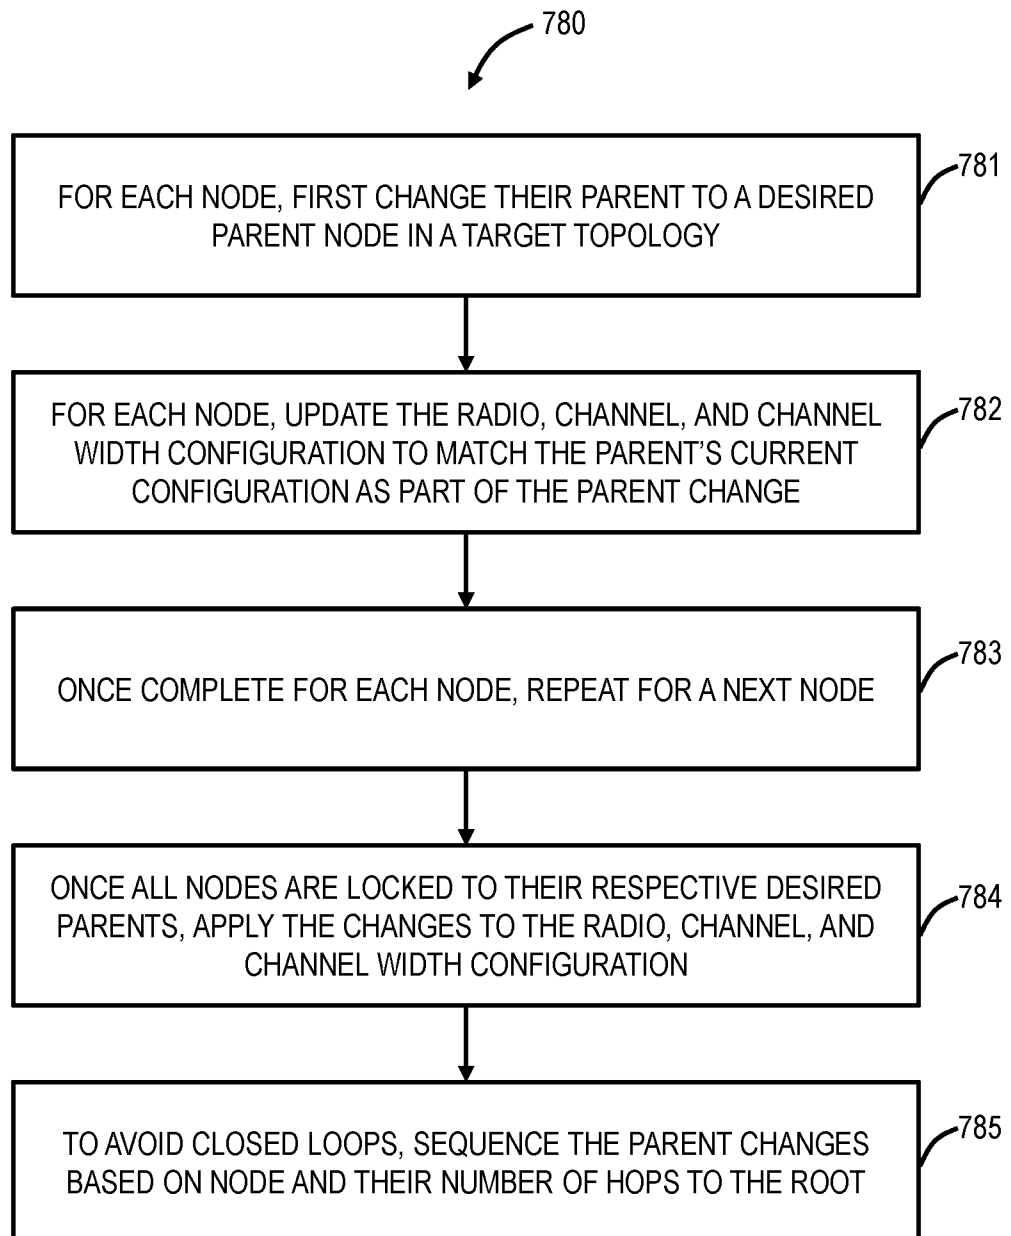 780
781
FOR EACH NODE, FIRST CHANGE THEIR PARENT TO A DESIRED
PARENT NODE IN A TARGET TOPOLOGY
782
FOR EACH NODE, UPDATE THE RADIO, CHANNEL, AND CHANNEL
WIDTH CONFIGURATION TO MATCH THE PARENT'S CURRENT
CONFIGURATION AS PART OF THE PARENT CHANGE
783
ONCE COMPLETE FOR EACH NODE, REPEAT FOR A NEXT NODE
784
ONCE ALL NODES ARE LOCKED TO THEIR RESPECTIVE DESIRED
PARENTS, APPLY THE CHANGES TO THE RADIO, CHANNEL, AND
CHANNEL WIDTH CONFIGURATION
785
TO AVOID CLOSED LOOPS, SEQUENCE THE PARENT CHANGES
BASED ON NODE AND THEIR NUMBER OF HOPS TO THE ROOT